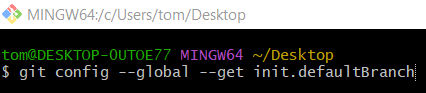 MINGW64:/c/Users/tom/Desktop
tom@DESKTOP-OUTOE77 MINGW64 ~/Desktop
$ git config --global --get init.defaultBranch